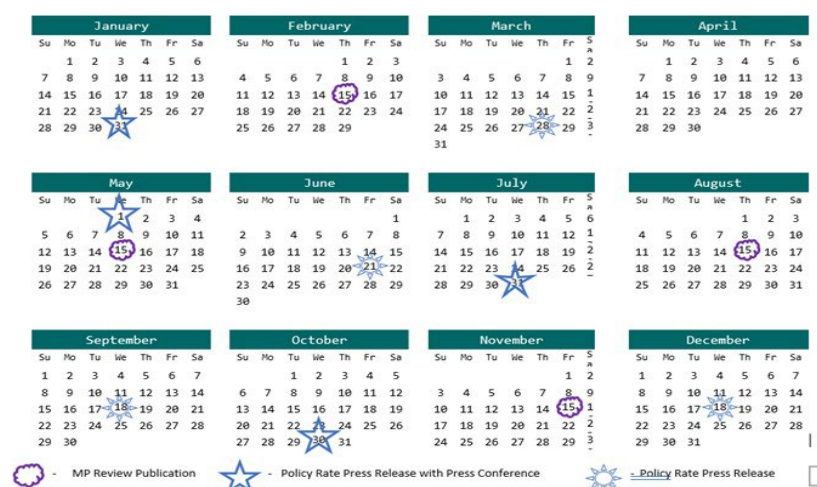 January
Su Mo Tu We Th Fr Sa
1 2 3 4 5 6
7 8 9 10 11 12 13
14 15 16 17 18 19 20
21 22 23 24 25 26 27
28 29 30 31
February
Su Mo Tu We Th Fr Sa
1 2 3
4 5 6 7 8 9 10
11 12 13 14 15 16 17
18 19 20 21 22 23 24
25 26 27 28 29
March
Su Mo Tu We Th Fr Sa
1 2
3 4 5 6 7 8 9
10 11 12 13 14 15 1
17 18 19 20 21 22 2
24 25 26 27 28 29 3
31
April
Su Mo Tu We Th Fr Sa
1 2 3 4 5 6
7 8 9 10 11 12 13
14 15 16 17 18 19 20
21 22 23 24 25 26 27
28 29 30
May
Su Mo Tu We Th Fr Sa
1 2 3 4
5 6 7 8 9 10 11
12 13 14 15 16 17 18
19 20 21 22 23 24 25
26 27 28 29 30 31
June
Su Mo Tu We Th Fr Sa
1
2 3 4 5 6 7 8
9 10 11 12 13 14 15
16 17 18 19 20 21 22
23 24 25 26 27 28 29
30
July
Su Mo Tu We Th Fr Sa
1 2 3 4 5 6
7 8 9 10 11 12 1
14 15 16 17 18 19 2
21 22 23 24 25 26 2
28 29 30 31
August
Su Mo Tu We Th Fr Sa
1 2 3
4 5 6 7 8 9 10
11 12 13 14 15 16 17
18 19 20 21 22 23 24
25 26 27 28 29 30 31
September
Su Mo Tu We Th Fr Sa
1 2 3 4 5 6 7
8 9 10 11 12 13 14
15 16 17 18 19 20 21
22 23 24 25 26 27 28
29 30
October
Su Mo Tu We Th Fr Sa
1 2 3 4 5
6 7 8 9 10 11 12
13 14 15 16 17 18 19
20 21 22 23 24 25 26
27 28 29 30 31
November
Su Mo Tu We Th Fr Sa
1 2
3 4 5 6 7 8 9
10 11 12 13 14 15 1
17 18 19 20 21 22 2
24 25 26 27 28 29 3
December
Su Mo Tu We Th Fr Sa
1 2 3 4 5 6 7
8 9 10 11 12 13 14
15 16 17 18 19 20 21
22 23 24 25 26 27 28
29 30 31
- MP Review Publication - Policy Rate Press Release with Press Conference - Policy Rate Press Release